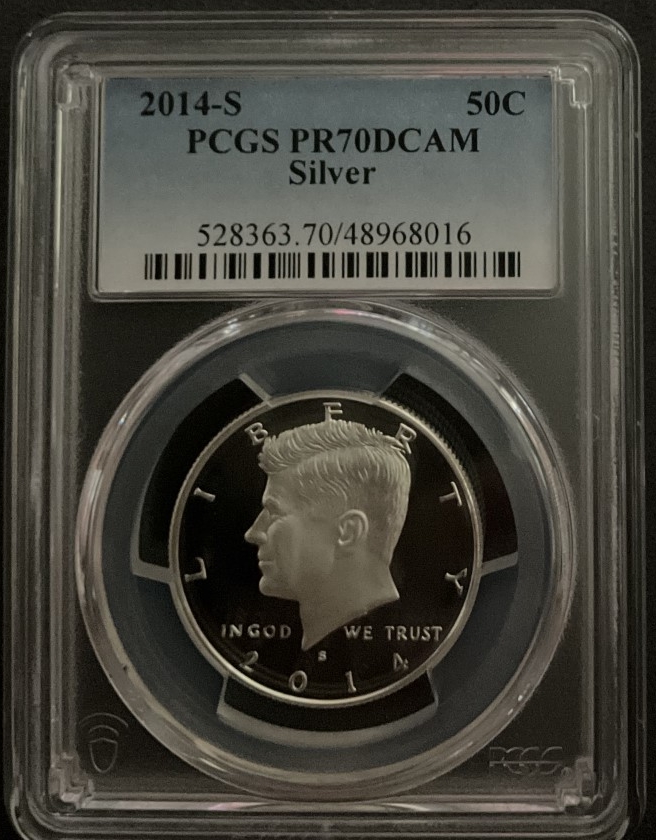 2014-S 50C
PCGS PR70DCAM
Silver
528363.70/48968016
LIBERTY
IN GOD WE TRUST
S
2014
PCGS